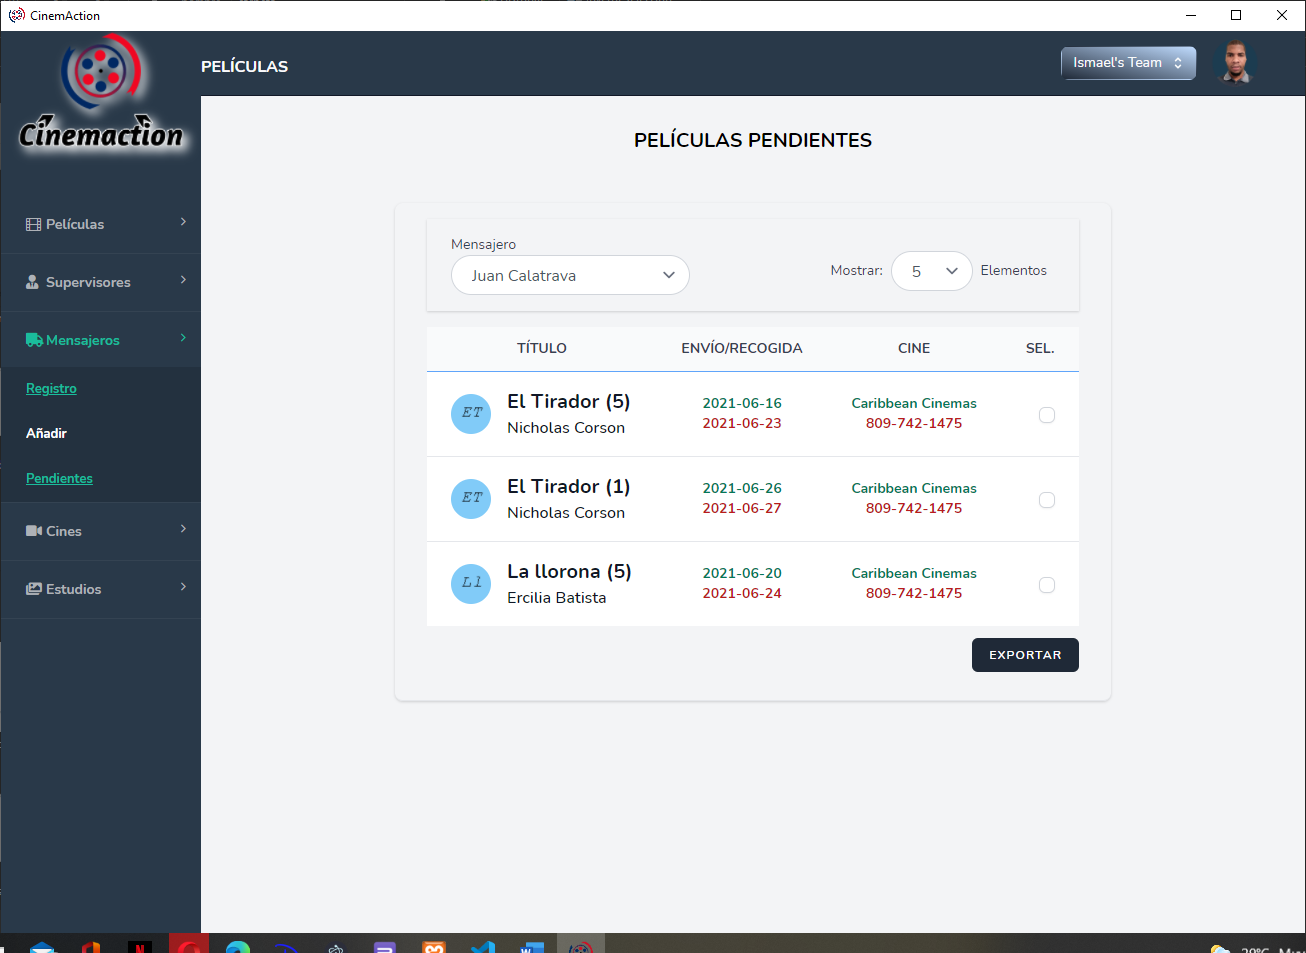 CinemAction
Cinemaction
PELÍCULAS
Ismael's Team
Películas
Supervisores
Mensajeros
Registro
Añadir
Pendientes
Cines
Estudios
PELÍCULAS PENDIENTES
Mensajero
Juan Calatrava
Mostrar: 5 Elementos
TÍTULO ENVÍO/RECOGIDA CINE SEL.
ET El Tirador (5) 2021-06-16 Caribbean Cinemas
Nicholas Corson 2021-06-23 809-742-1475
ET El Tirador (1) 2021-06-26 Caribbean Cinemas
Nicholas Corson 2021-06-27 809-742-1475
Ll La llorona (5) 2021-06-20 Caribbean Cinemas
Ercilia Batista 2021-06-24 809-742-1475
EXPORTAR